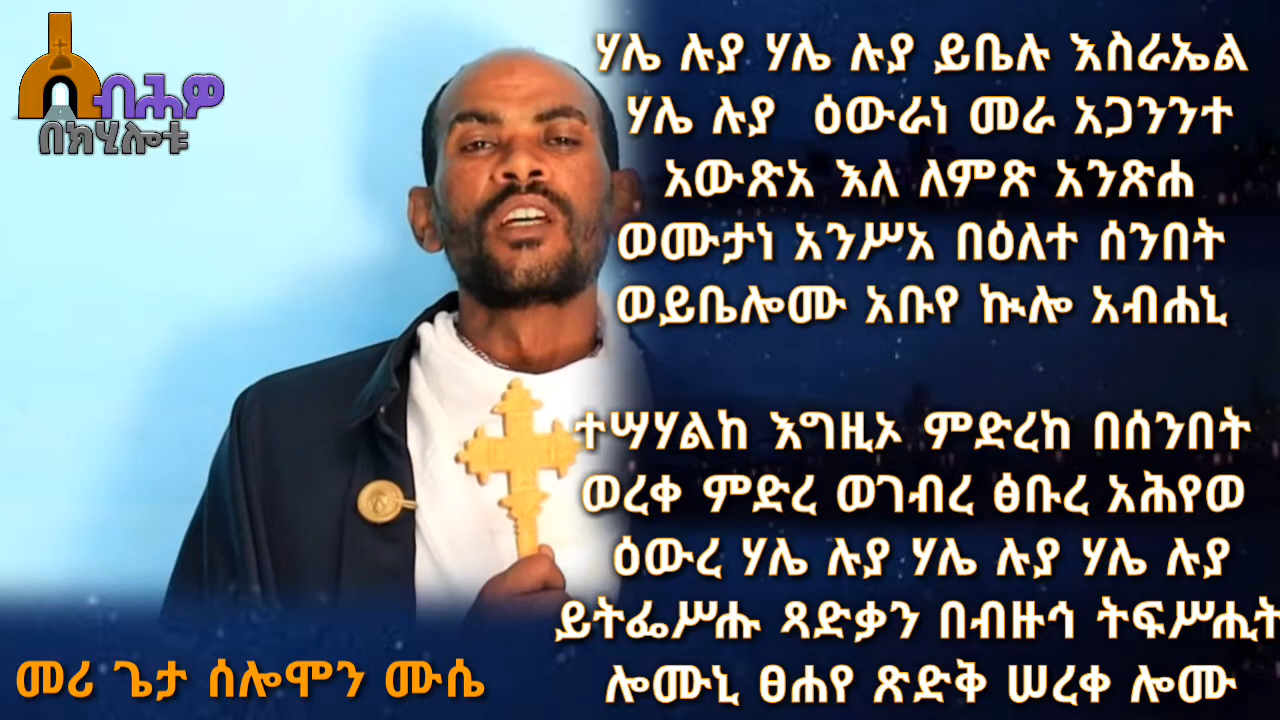 ሰብሕዎ
በክሂሎቱ
ሃሌ ሉያ ሃሌ ሉያ ይቤሉ እስራኤል
ሃሌ ሉያ ዕውራነ መራ አጋንንተ
አውጽአ እለ ለምጽ አንጽሐ
ወሙታነ አንሥአ በዕለተ ሰንበት
ወይቤሎሙ አቡየ ኵሎ አብሐኒ
ተሣሃልከ እግዚኦ ምድረከ በሰንበት
ወረቀ ምድረ ወገብረ ፅቡረ አሕየወ
ዕውረ ሃሌ ሉያ ሃሌ ሉያ ሃሌ ሉያ
ይትፌሥሑ ጻድቃን በብዙኅ ትፍሥሒት
ሎሙኒ ፀሐየ ጽድቅ ሠረቀ ሎሙ
መሪ ጌታ ሰሎሞን ሙሴ